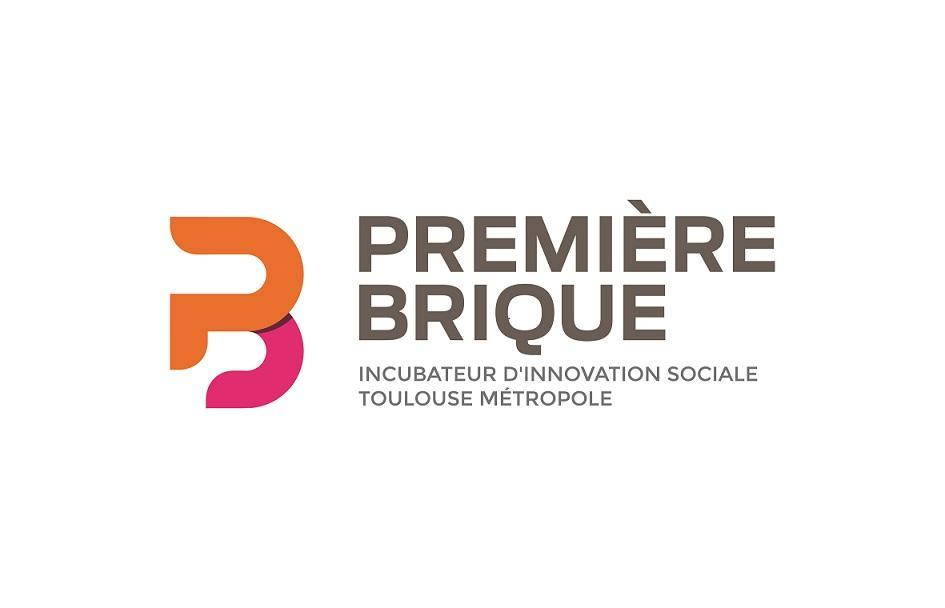 PREMIÈRE
BRIQUE
INCUBATEUR D'INNOVATION SOCIALE
TOULOUSE MÉTROPOLE